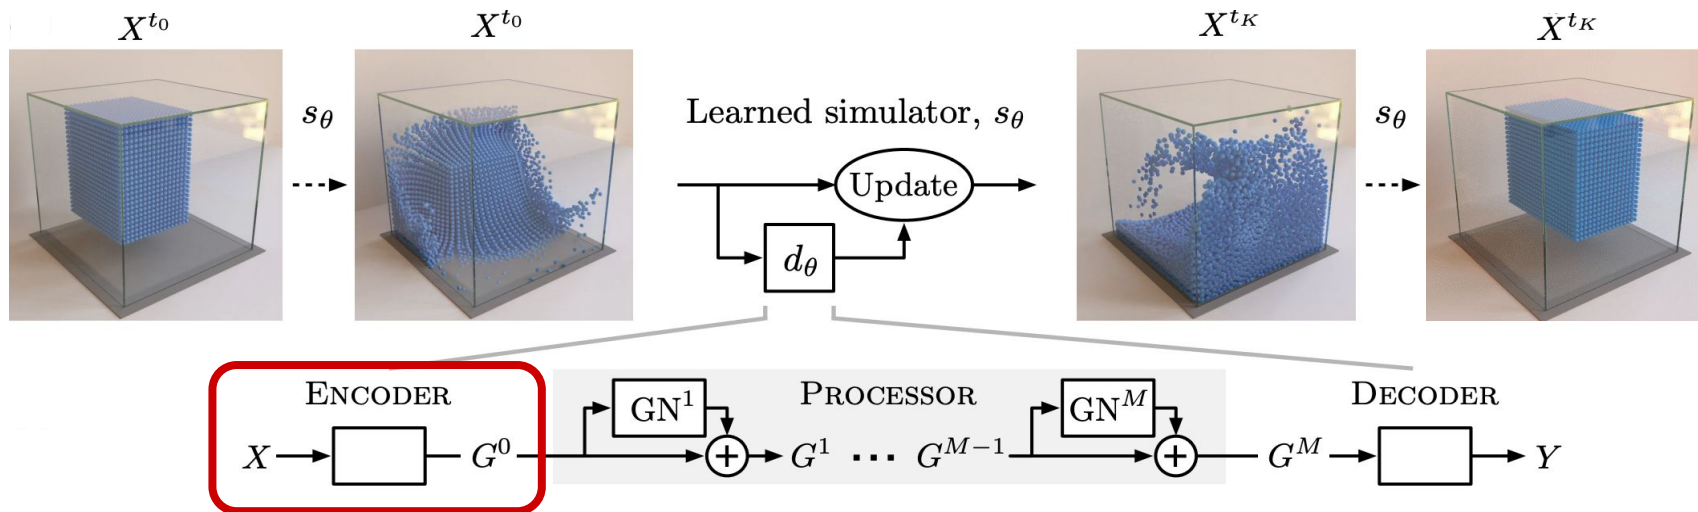 X^{t_0}
X^{t_0}
X^{t_K}
X^{t_K}
s_θ
Learned simulator, s_θ
s_θ
Update
d_θ
ENCODER
PROCESSOR
DECODER
GN^1
GN^M
X
G^0
+
G^1
···
G^{M-1}
+
G^M
Y